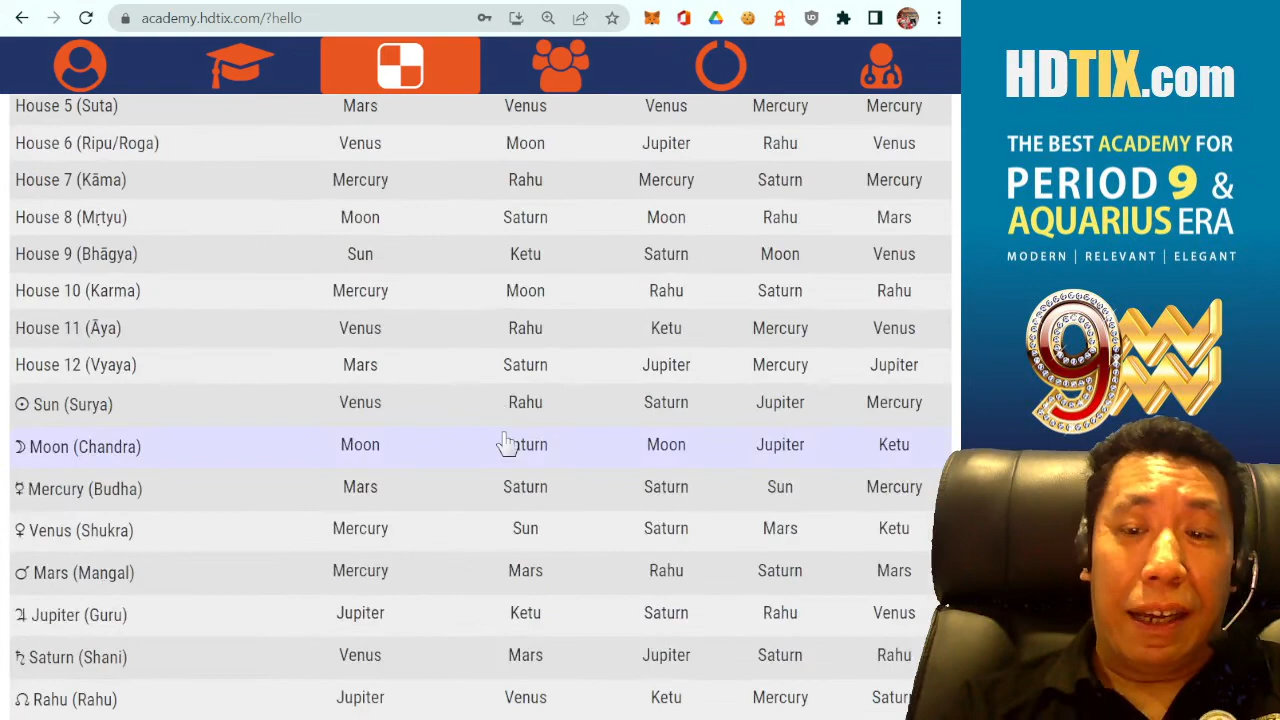 academy.hdtix.com/?hello
House 5 (Suta) Mars Venus Venus Mercury Mercury
House 6 (Ripu/Roga) Venus Moon Jupiter Rahu Venus
House 7 (Kāma) Mercury Rahu Mercury Saturn Mercury
House 8 (Mṛtyu) Moon Saturn Moon Rahu Mars
House 9 (Bhāgya) Sun Ketu Saturn Moon Venus
House 10 (Karma) Mercury Moon Rahu Saturn Rahu
House 11 (Āya) Venus Rahu Ketu Mercury Venus
House 12 (Vyaya) Mars Saturn Jupiter Mercury Jupiter
☉ Sun (Surya) Venus Rahu Saturn Jupiter Mercury
☽ Moon (Chandra) Moon Saturn Moon Jupiter Ketu
☿ Mercury (Budha) Mars Saturn Saturn Sun Mercury
♀ Venus (Shukra) Mercury Sun Saturn Mars Ketu
♂ Mars (Mangal) Mercury Mars Rahu Saturn Mars
♃ Jupiter (Guru) Jupiter Ketu Saturn Rahu Venus
♄ Saturn (Shani) Venus Mars Jupiter Saturn Rahu
☊ Rahu (Rahu) Jupiter Venus Ketu Mercury Saturn
HDTIX.com
THE BEST ACADEMY FOR
PERIOD 9 &
AQUARIUS ERA
MODERN | RELEVANT | ELEGANT
9